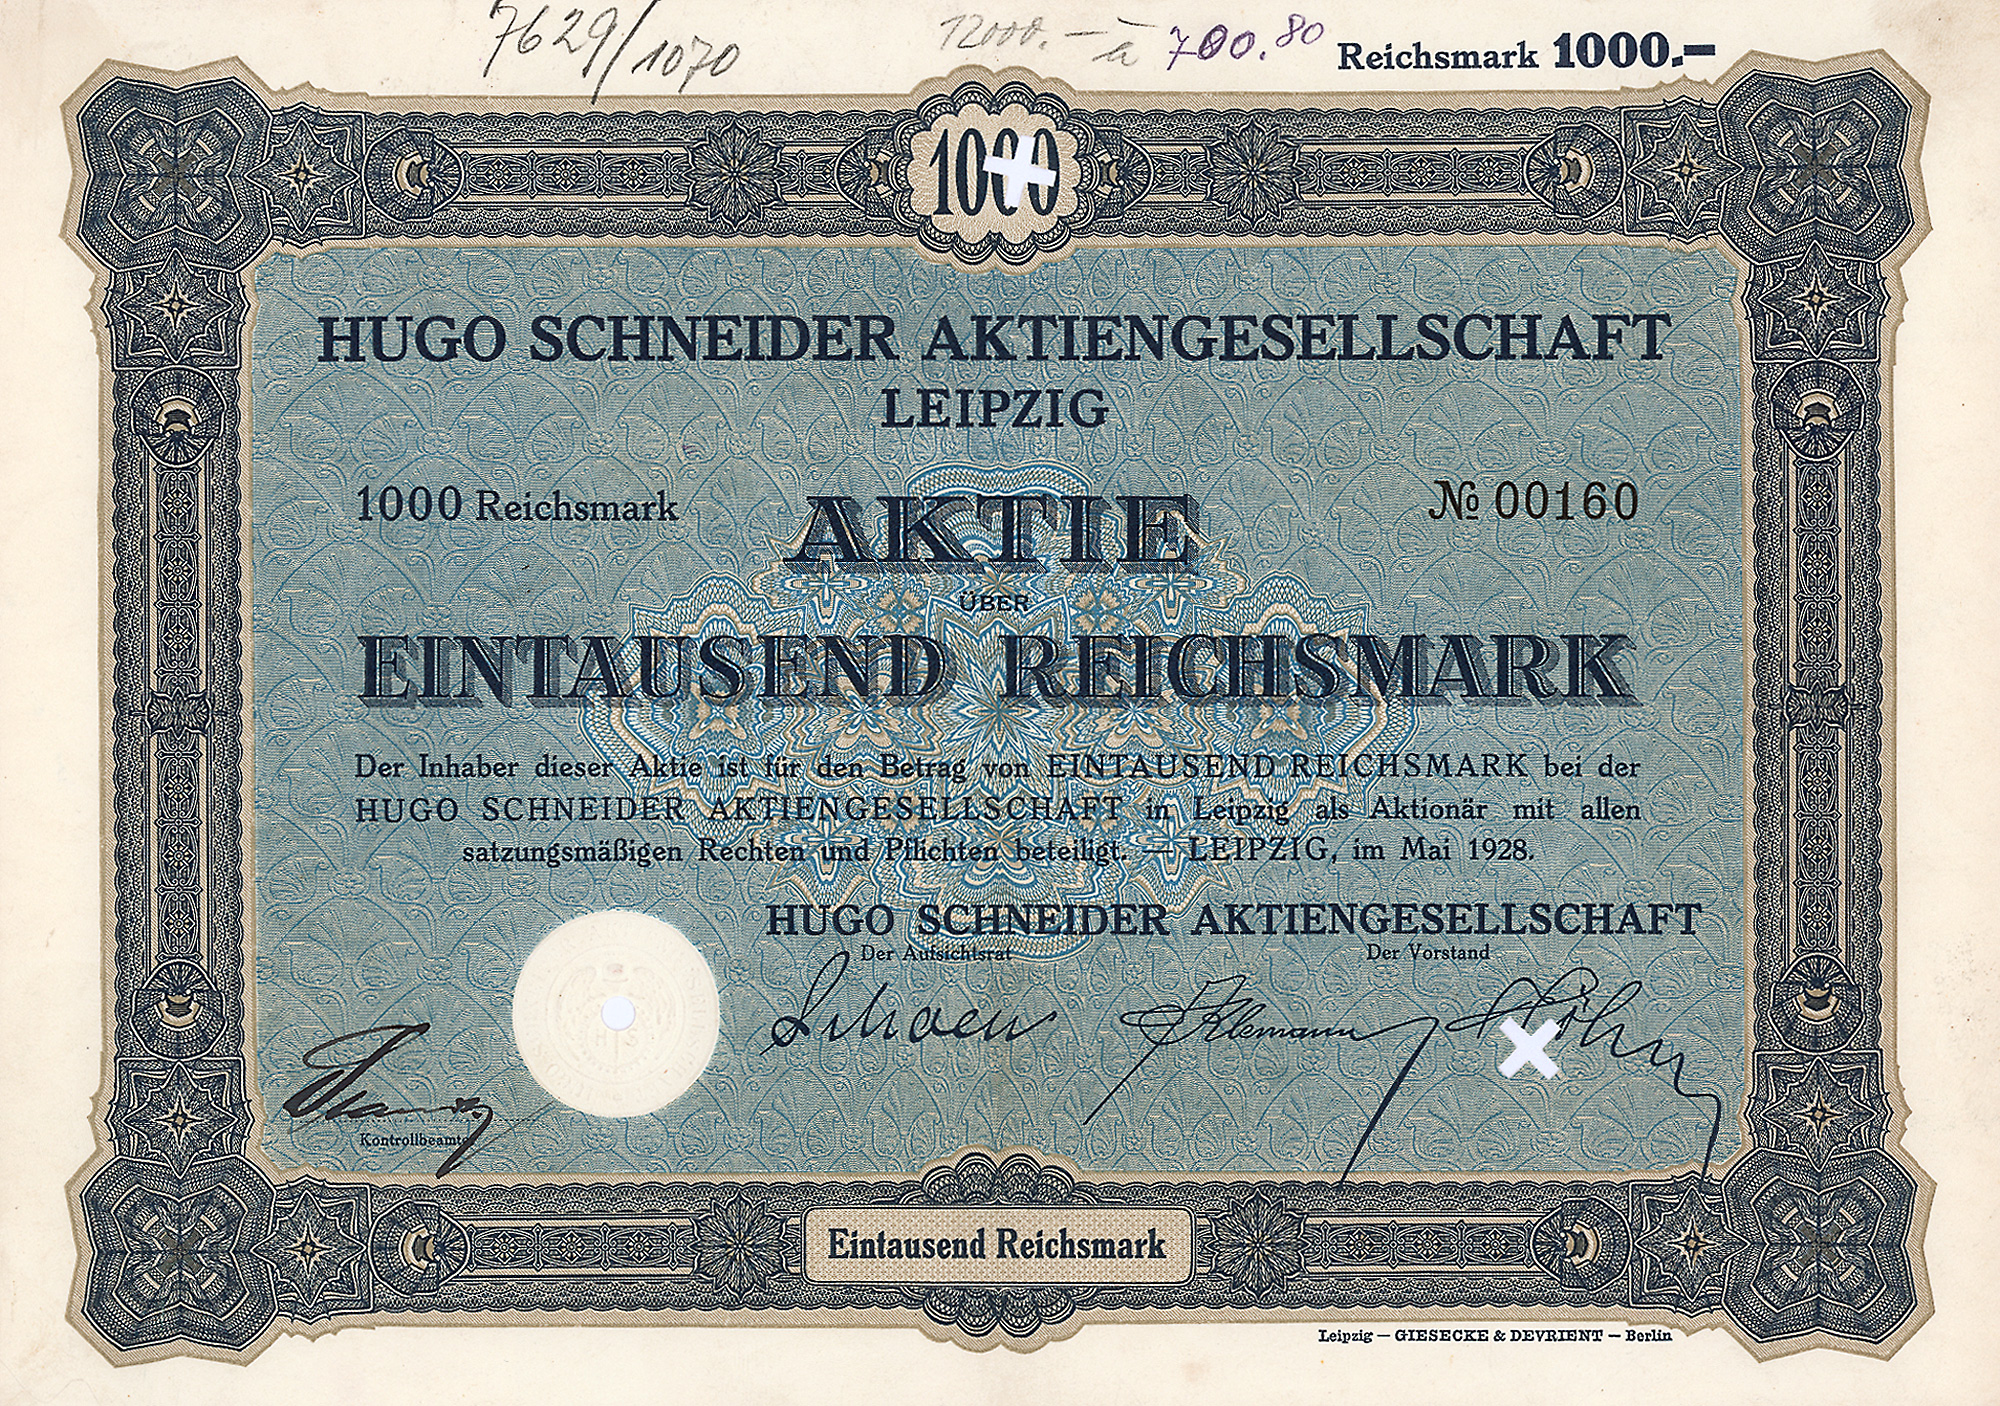 7629/1070
12000.— à 700.80
Reichsmark 1000.—
1000
HUGO SCHNEIDER AKTIENGESELLSCHAFT
LEIPZIG
1000 Reichsmark
AKTIE
№ 00160
ÜBER
EINTAUSEND REICHSMARK
Der Inhaber dieser Aktie ist für den Betrag von EINTAUSEND REICHSMARK bei der
HUGO SCHNEIDER AKTIENGESELLSCHAFT in Leipzig als Aktionär mit allen
satzungsmäßigen Rechten und Pflichten beteiligt. — LEIPZIG, im Mai 1928.
HUGO SCHNEIDER AKTIENGESELLSCHAFT
Der Aufsichtsrat
Der Vorstand
Kontrollbeamter
Eintausend Reichsmark
Leipzig — GIESECKE & DEVRIENT — Berlin